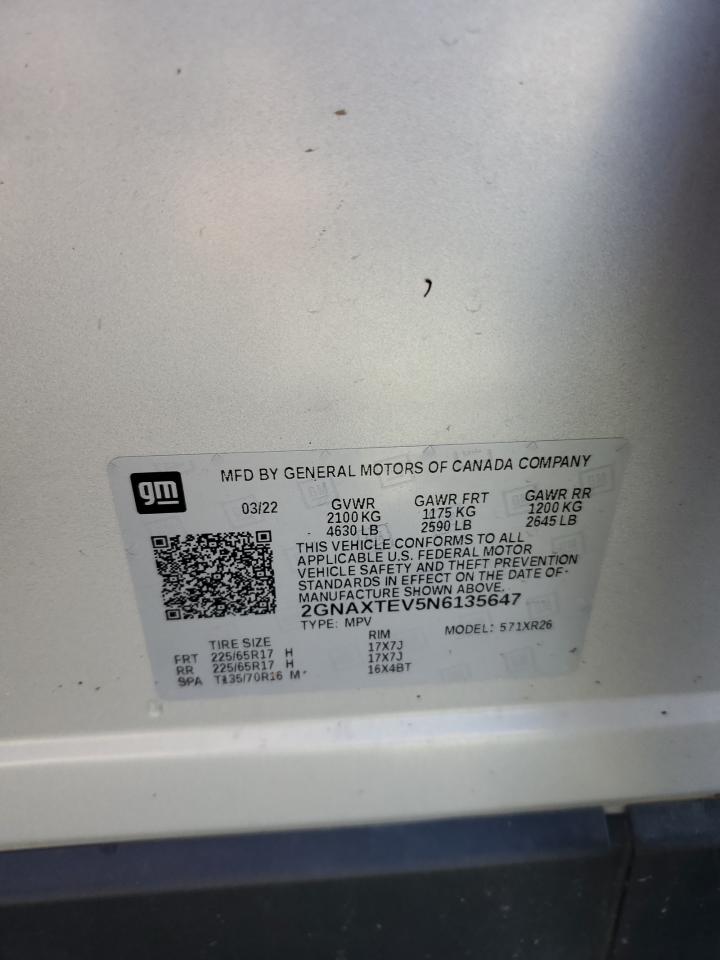 gm
MFD BY GENERAL MOTORS OF CANADA COMPANY
03/22 GVWR GAWR FRT GAWR RR
2100 KG 1175 KG 1200 KG
4630 LB 2590 LB 2645 LB
THIS VEHICLE CONFORMS TO ALL
APPLICABLE U.S. FEDERAL MOTOR
VEHICLE SAFETY AND THEFT PREVENTION
STANDARDS IN EFFECT ON THE DATE OF
MANUFACTURE SHOWN ABOVE.
2GNAXTEV5N6135647
TYPE: MPV MODEL: 571XR26
TIRE SIZE RIM
FRT 225/65R17 H 17X7J
RR 225/65R17 H 17X7J
SPA T135/70R16 M 16X4BT